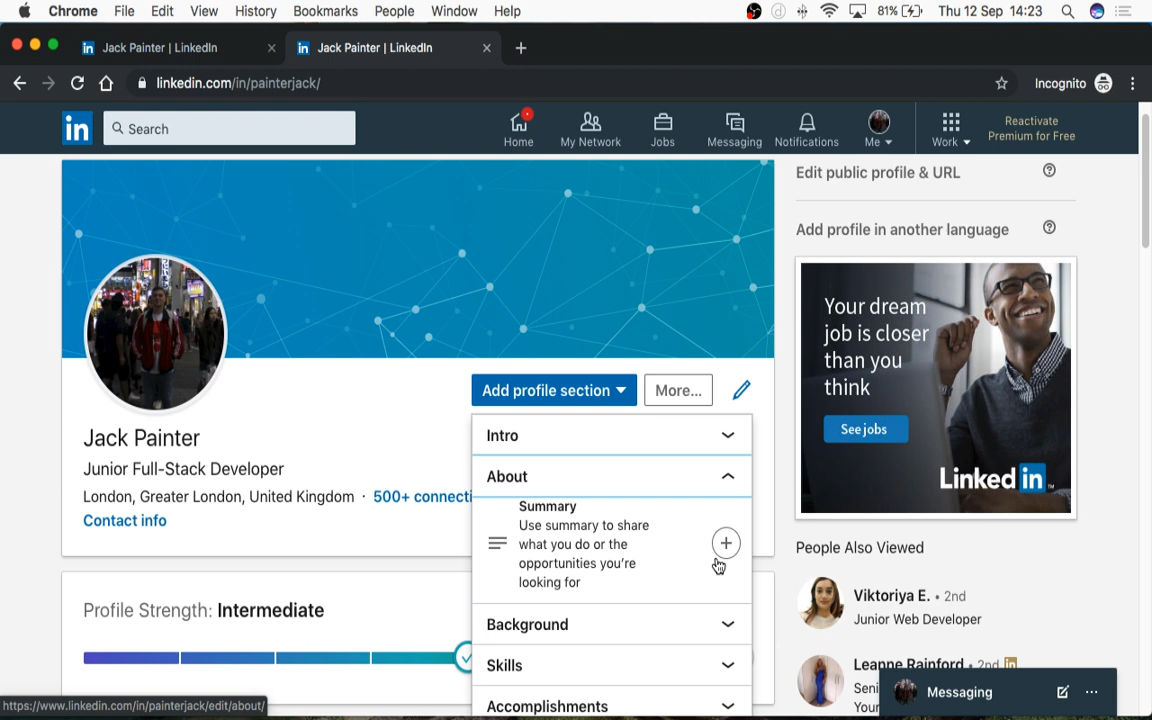 Chrome File Edit View History Bookmarks People Window Help 81% Thu 12 Sep 14:23
in Jack Painter | LinkedIn × in Jack Painter | LinkedIn × +
linkedin.com/in/painterjack/ Incognito
in Search Home My Network Jobs Messaging Notifications Me Work Reactivate
Premium for Free
Edit public profile & URL
Add profile in another language
Your dream
job is closer
than you
think
See jobs
LinkedIn
Add profile section More...
Jack Painter
Junior Full-Stack Developer
London, Greater London, United Kingdom · 500+ connecti
Contact info
Intro
About
Summary
Use summary to share
what you do or the
opportunities you're
looking for
Background
Skills
Accomplishments
Profile Strength: Intermediate
People Also Viewed
Viktoriya E. • 2nd
Junior Web Developer
Leanne Rainford • 2nd in
Seni
Your
Messaging
https://www.linkedin.com/in/painterjack/edit/about/